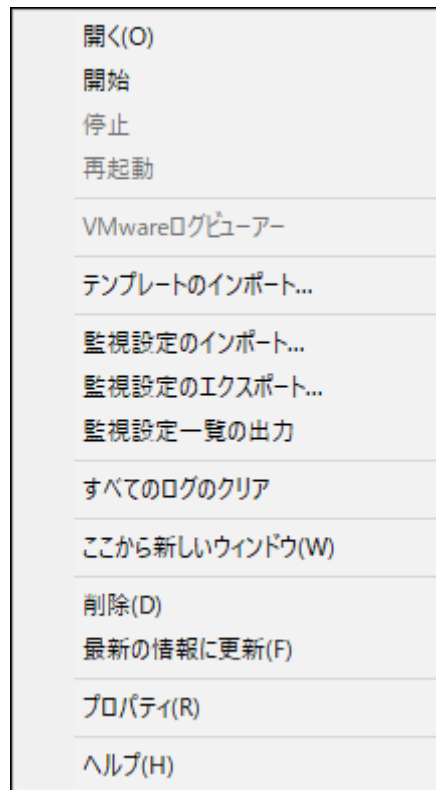 開く(O)
開始
停止
再起動
VMwareログビューアー
テンプレートのインポート...
監視設定のインポート...
監視設定のエクスポート...
監視設定一覧の出力
すべてのログのクリア
ここから新しいウィンドウ(W)
削除(D)
最新の情報に更新(F)
プロパティ(R)
ヘルプ(H)